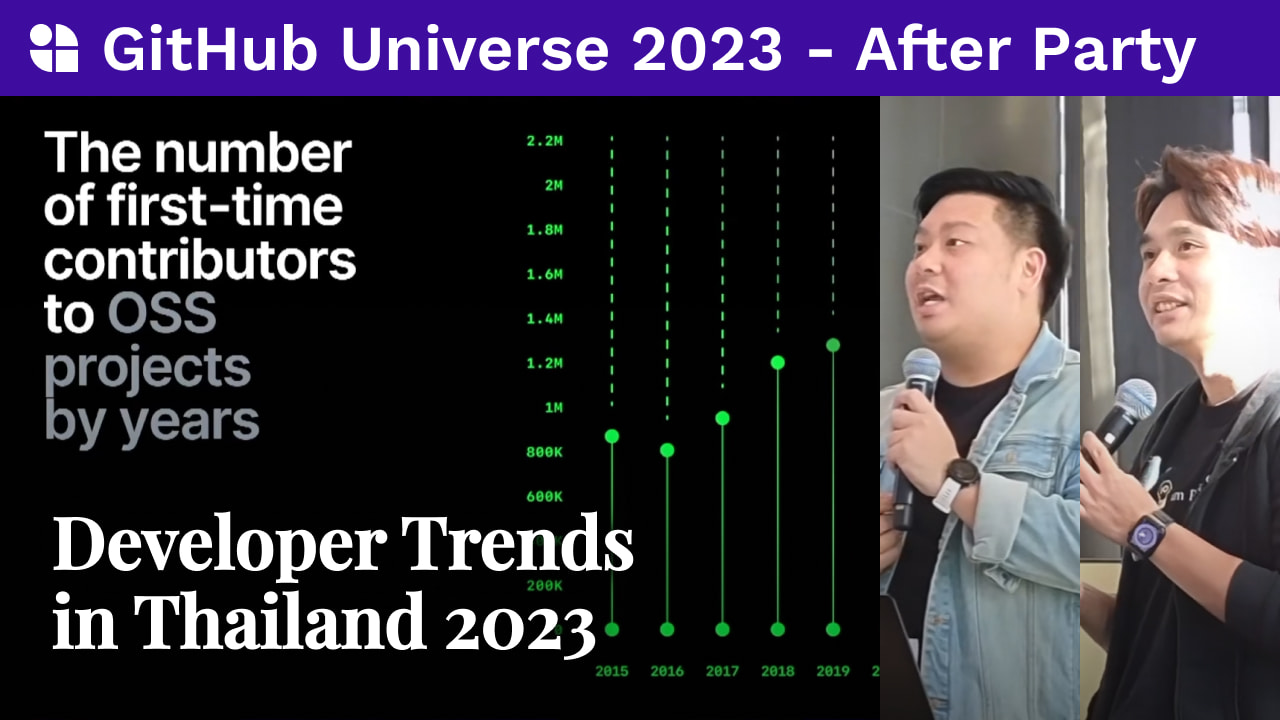 GitHub Universe 2023 - After Party
The number
of first-time
contributors
to OSS
projects
by years
2.2M
2M
1.8M
1.6M
1.4M
1.2M
1M
800K
600K
200K
2015 2016 2017 2018 2019
Developer Trends
in Thailand 2023